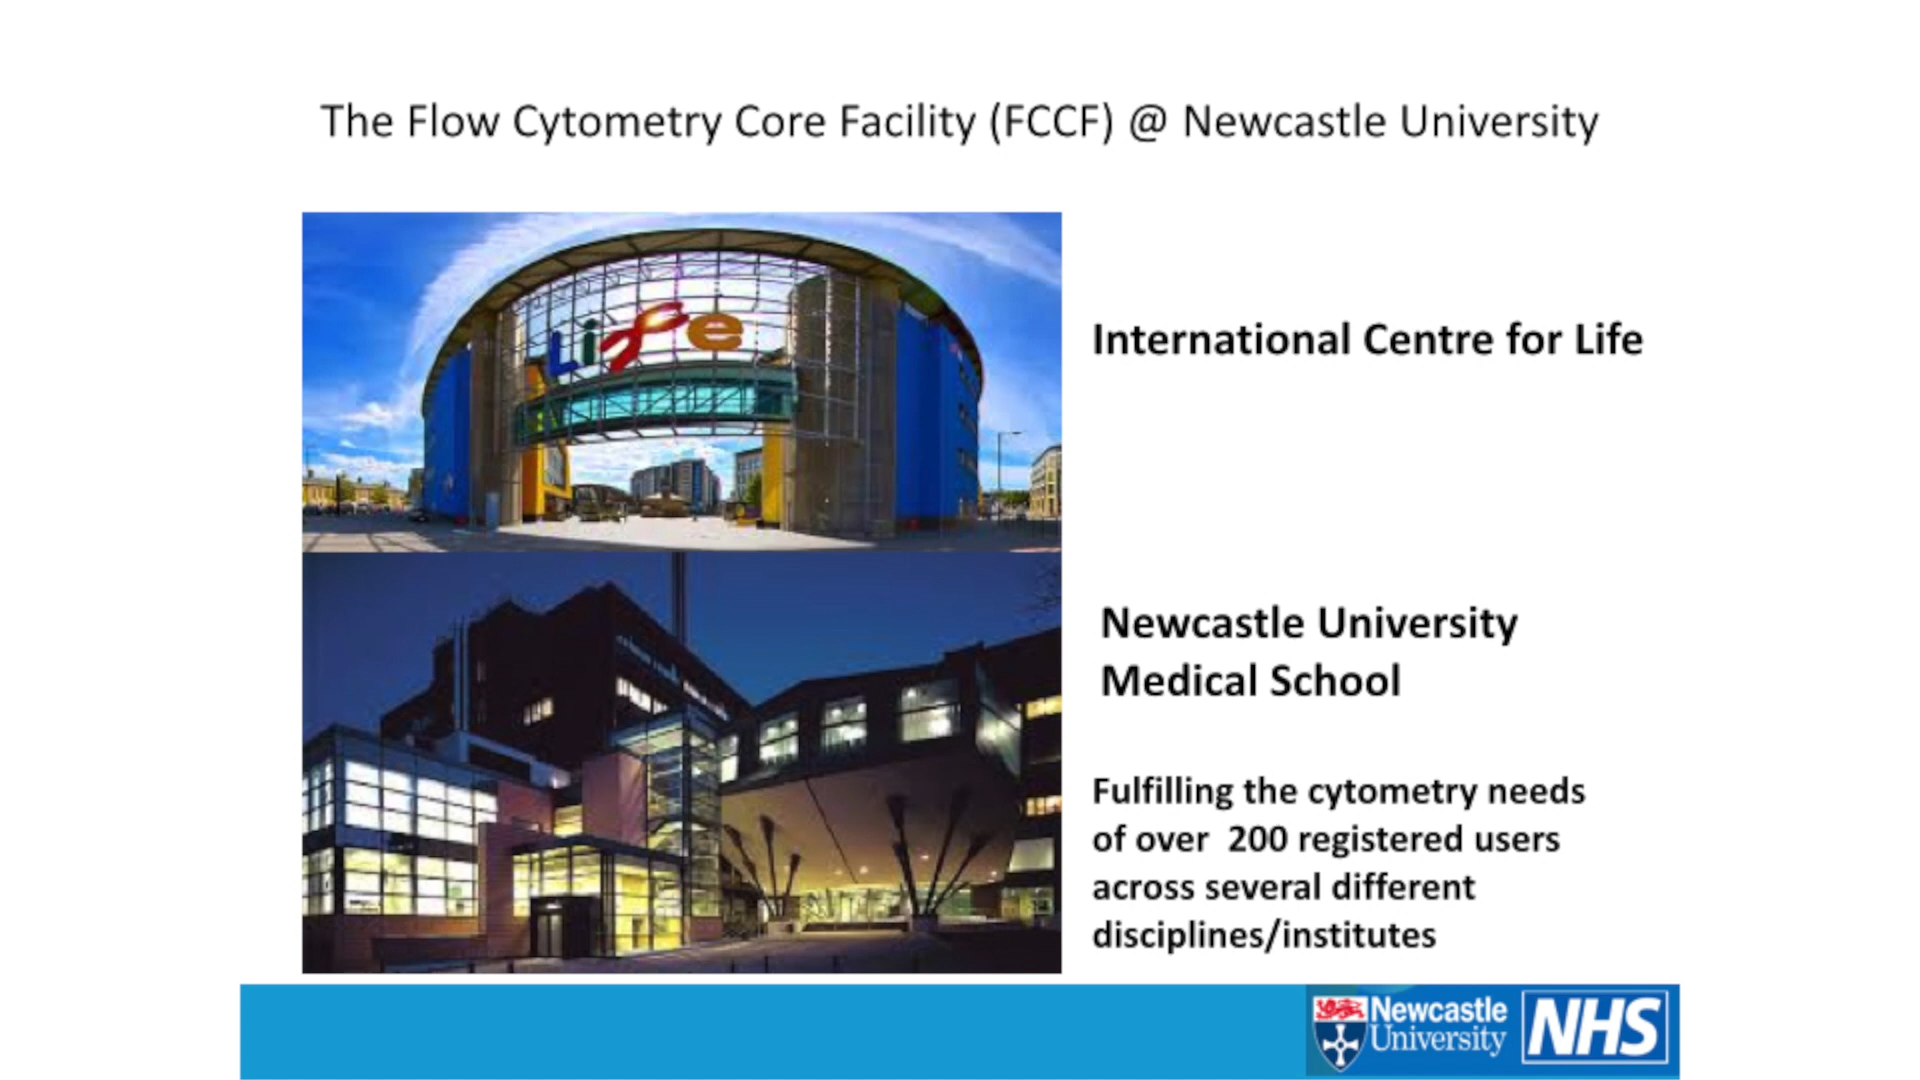 The Flow Cytometry Core Facility (FCCF) @ Newcastle University
Life
International Centre for Life
Newcastle University
Medical School
Fulfilling the cytometry needs
of over 200 registered users
across several different
disciplines/institutes
Newcastle
University
NHS